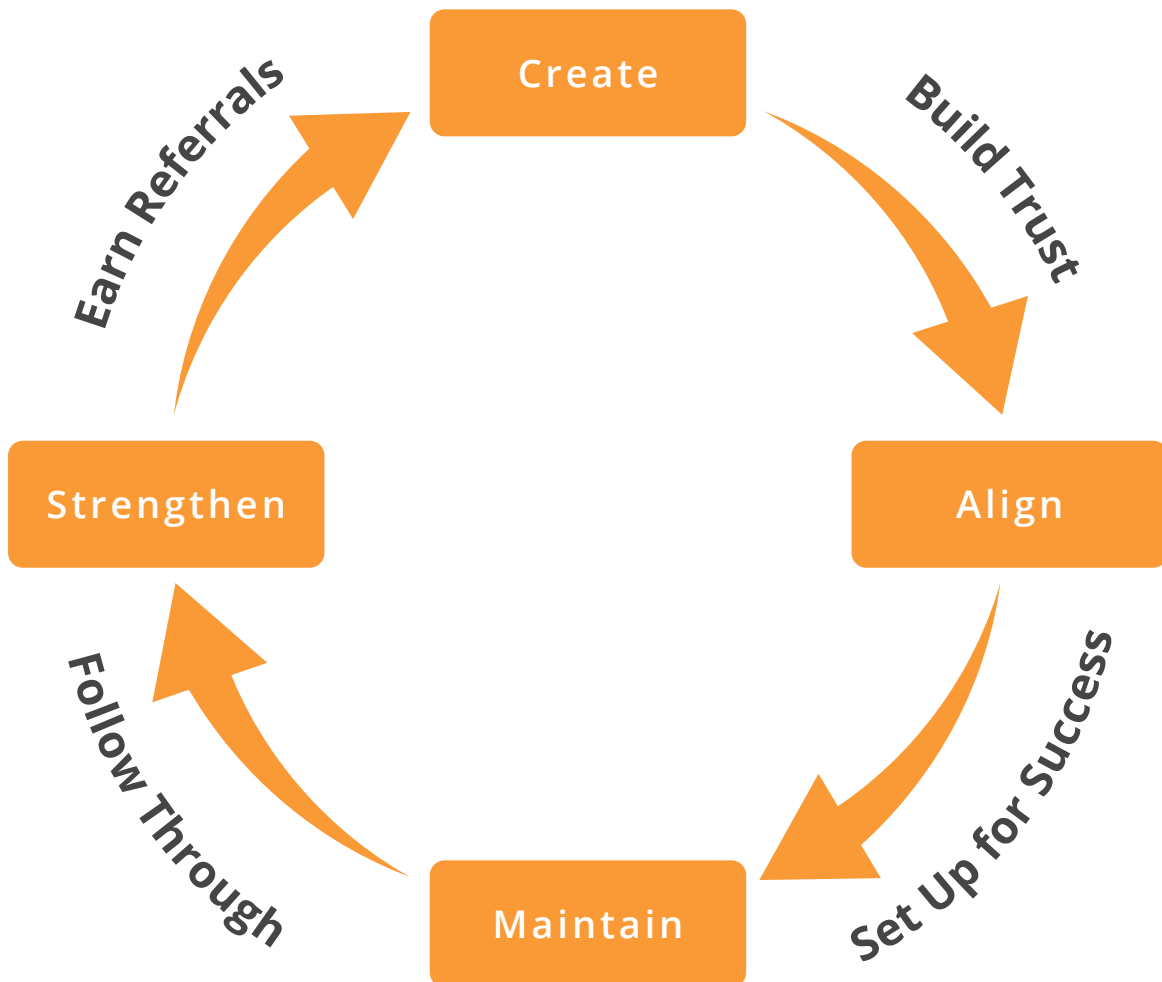 Create
Build Trust
Align
Set Up for Success
Maintain
Follow Through
Strengthen
Earn Referrals